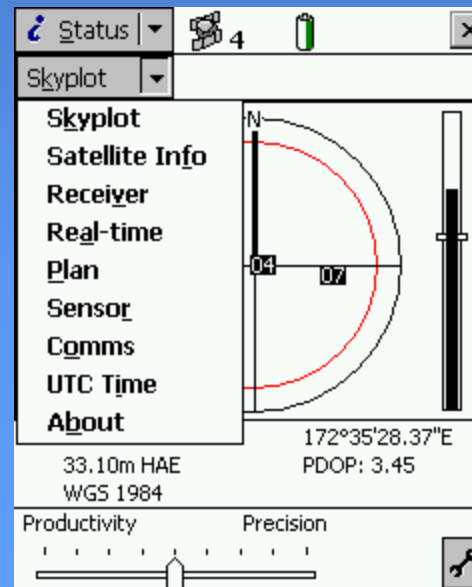 i Status 4
Skyplot
Skyplot
Satellite Info
Receiver
Real-time
Plan
Sensor
Comms
UTC Time
About
N
04 07
172°35'28.37"E
33.10m HAE PDOP: 3.45
WGS 1984
Productivity Precision